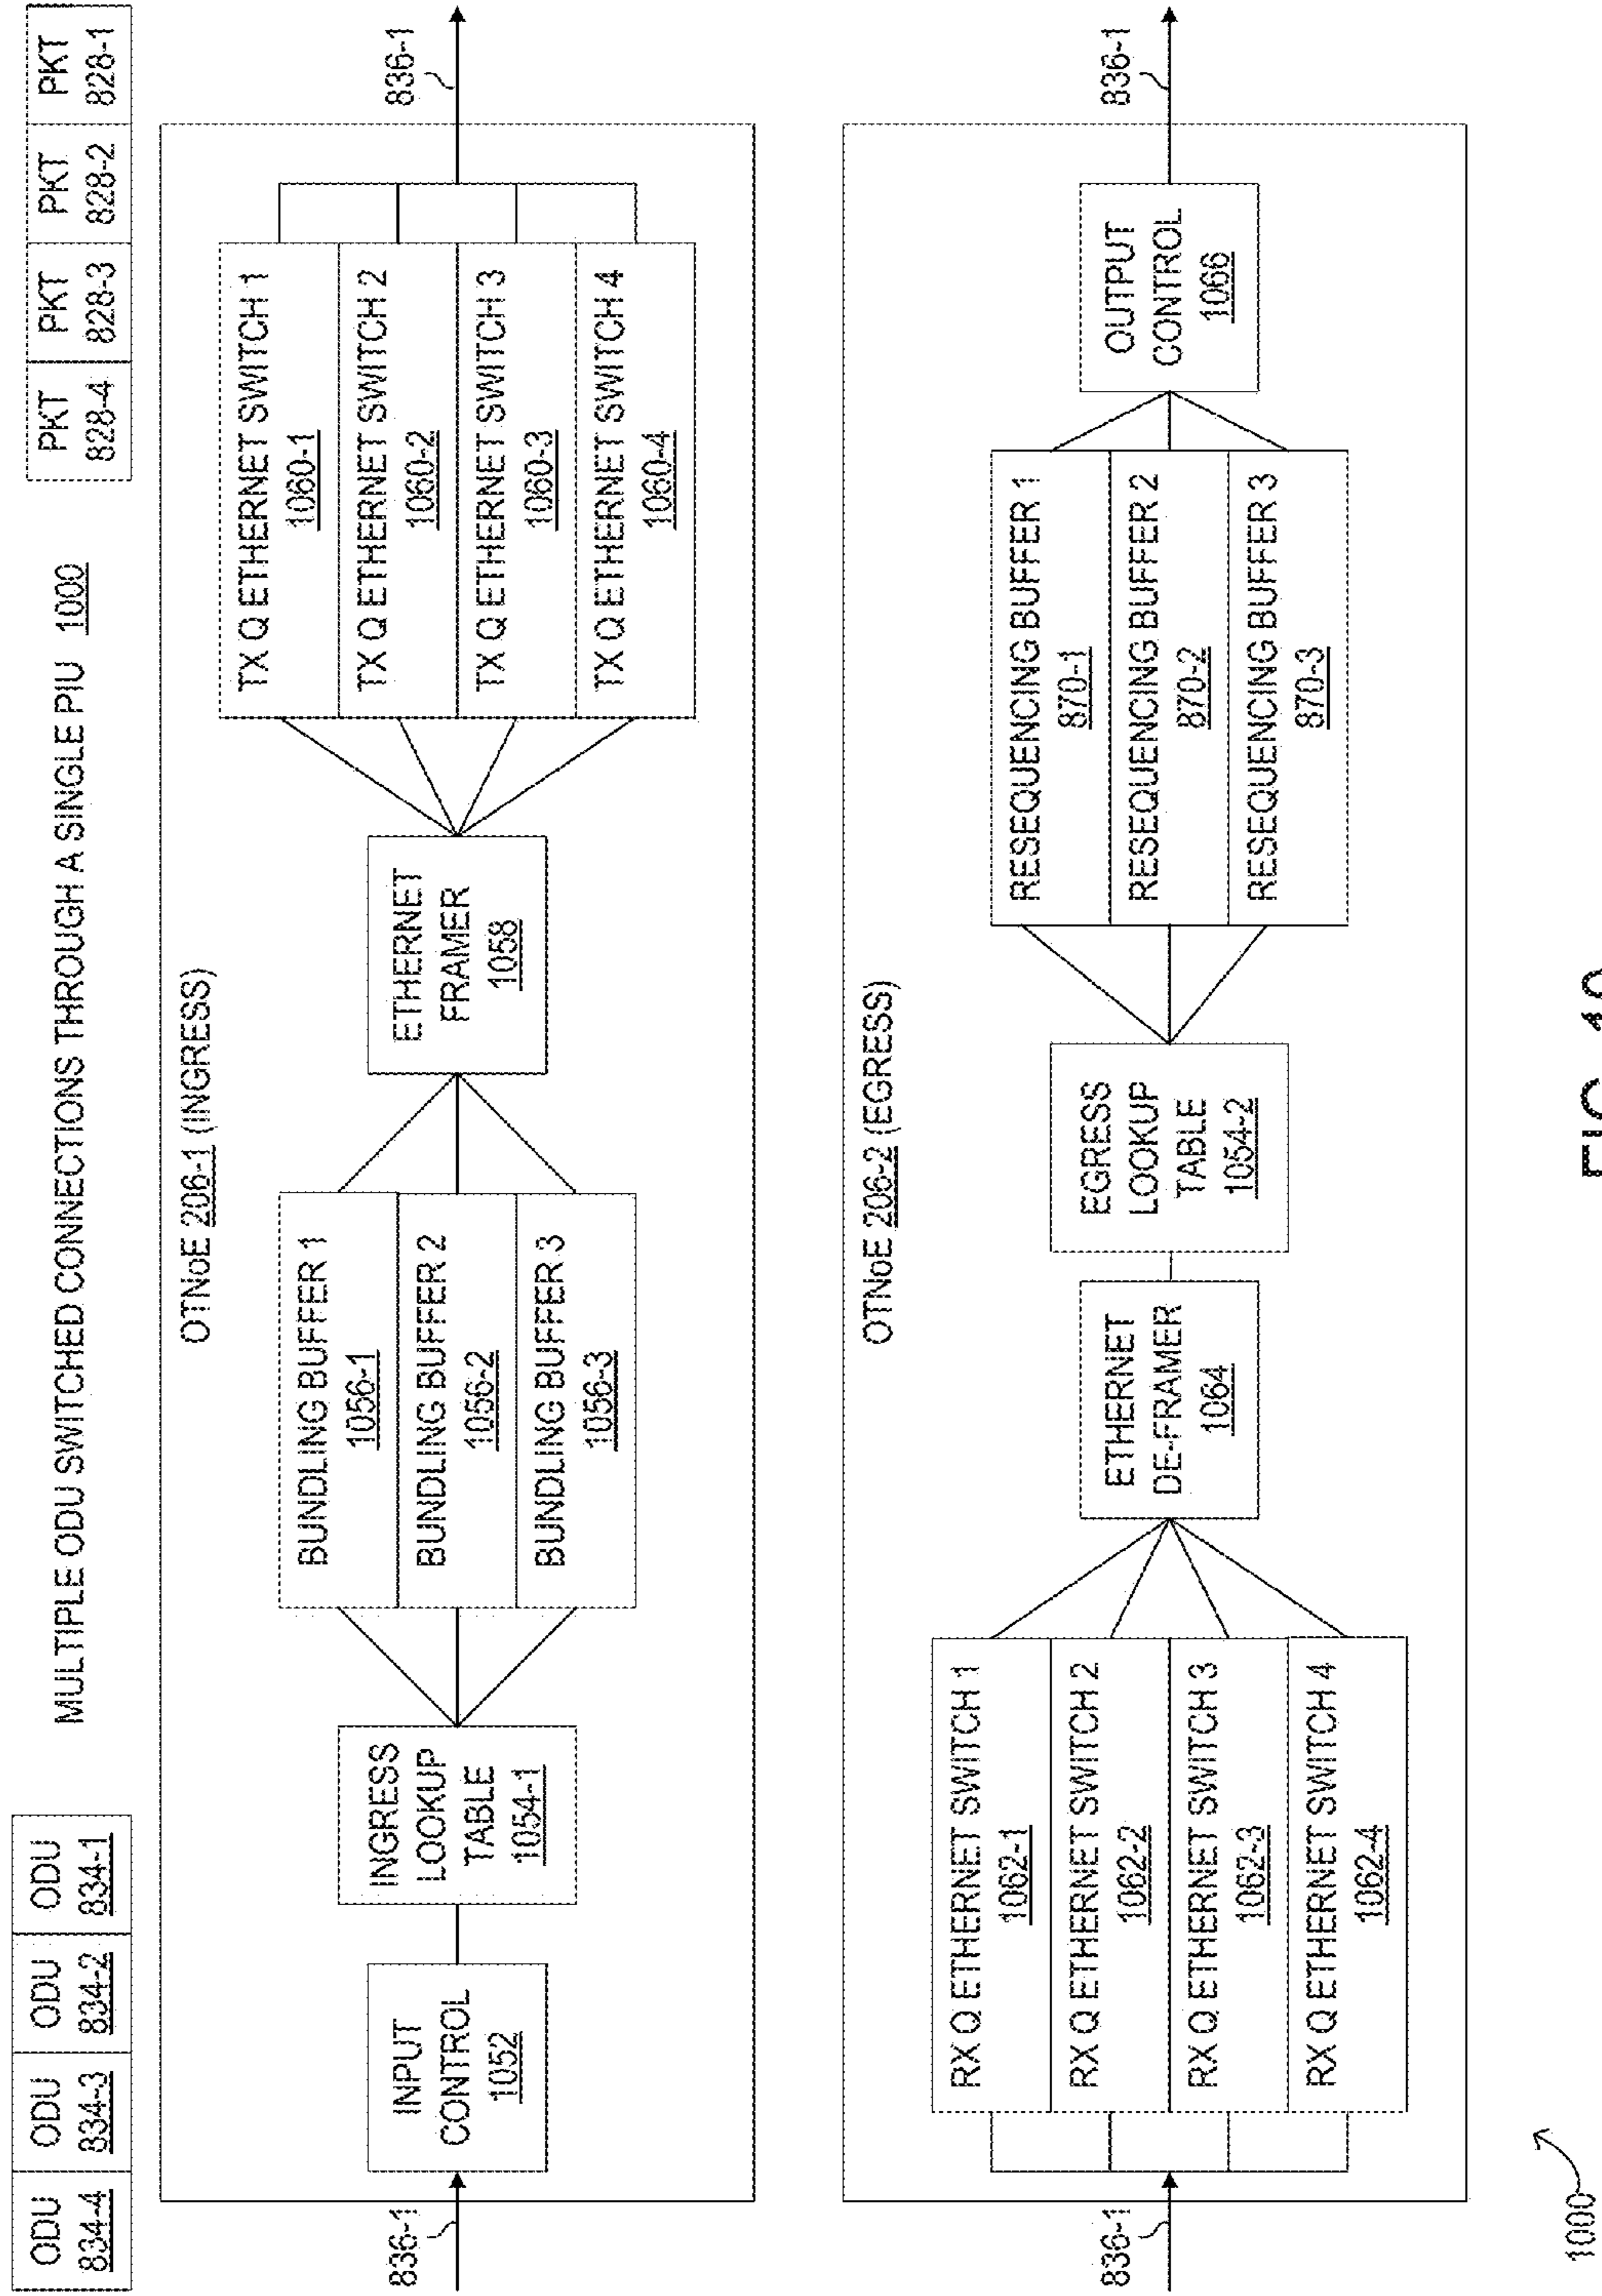 ODU
834-4
ODU
834-3
ODU
834-2
ODU
834-1
MULTIPLE ODU SWITCHED CONNECTIONS THROUGH A SINGLE PIU 1000
PKT
828-4
PKT
828-3
PKT
828-2
PKT
828-1
OTNoE 206-1 (INGRESS)
836-1
INPUT
CONTROL
1052
INGRESS
LOOKUP
TABLE
1054-1
BUNDLING BUFFER 1
1056-1
BUNDLING BUFFER 2
1056-2
BUNDLING BUFFER 3
1056-3
ETHERNET
FRAMER
1058
TX Q ETHERNET SWITCH 1
1060-1
TX Q ETHERNET SWITCH 2
1060-2
TX Q ETHERNET SWITCH 3
1060-3
TX Q ETHERNET SWITCH 4
1060-4
836-1
OTNoE 206-2 (EGRESS)
836-1
RX Q ETHERNET SWITCH 1
1062-1
RX Q ETHERNET SWITCH 2
1062-2
RX Q ETHERNET SWITCH 3
1062-3
RX Q ETHERNET SWITCH 4
1062-4
ETHERNET
DE-FRAMER
1064
EGRESS
LOOKUP
TABLE
1054-2
RESEQUENCING BUFFER 1
870-1
RESEQUENCING BUFFER 2
870-2
RESEQUENCING BUFFER 3
870-3
OUTPUT
CONTROL
1066
836-1
1000